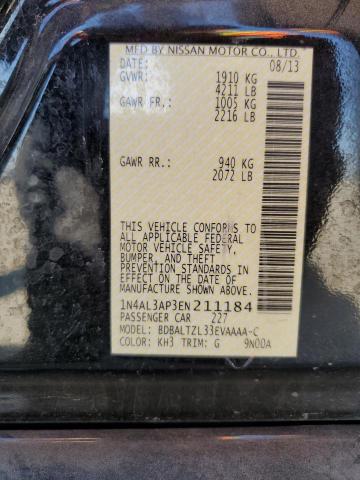 MFD BY NISSAN MOTOR CO., LTD.
DATE: 08/13
GVWR: 1910 KG
4211 LB
GAWR FR.: 1005 KG
2216 LB
GAWR RR.: 940 KG
2072 LB
THIS VEHICLE CONFORMS TO
ALL APPLICABLE FEDERAL
MOTOR VEHICLE SAFETY,
BUMPER, AND THEFT
PREVENTION STANDARDS IN
EFFECT ON THE DATE OF
MANUFACTURE SHOWN ABOVE.
1N4AL3AP3EN211184
PASSENGER CAR 227
MODEL: BDBALTZL33EVAAAA-C
COLOR: KH3 TRIM: G 9N00A